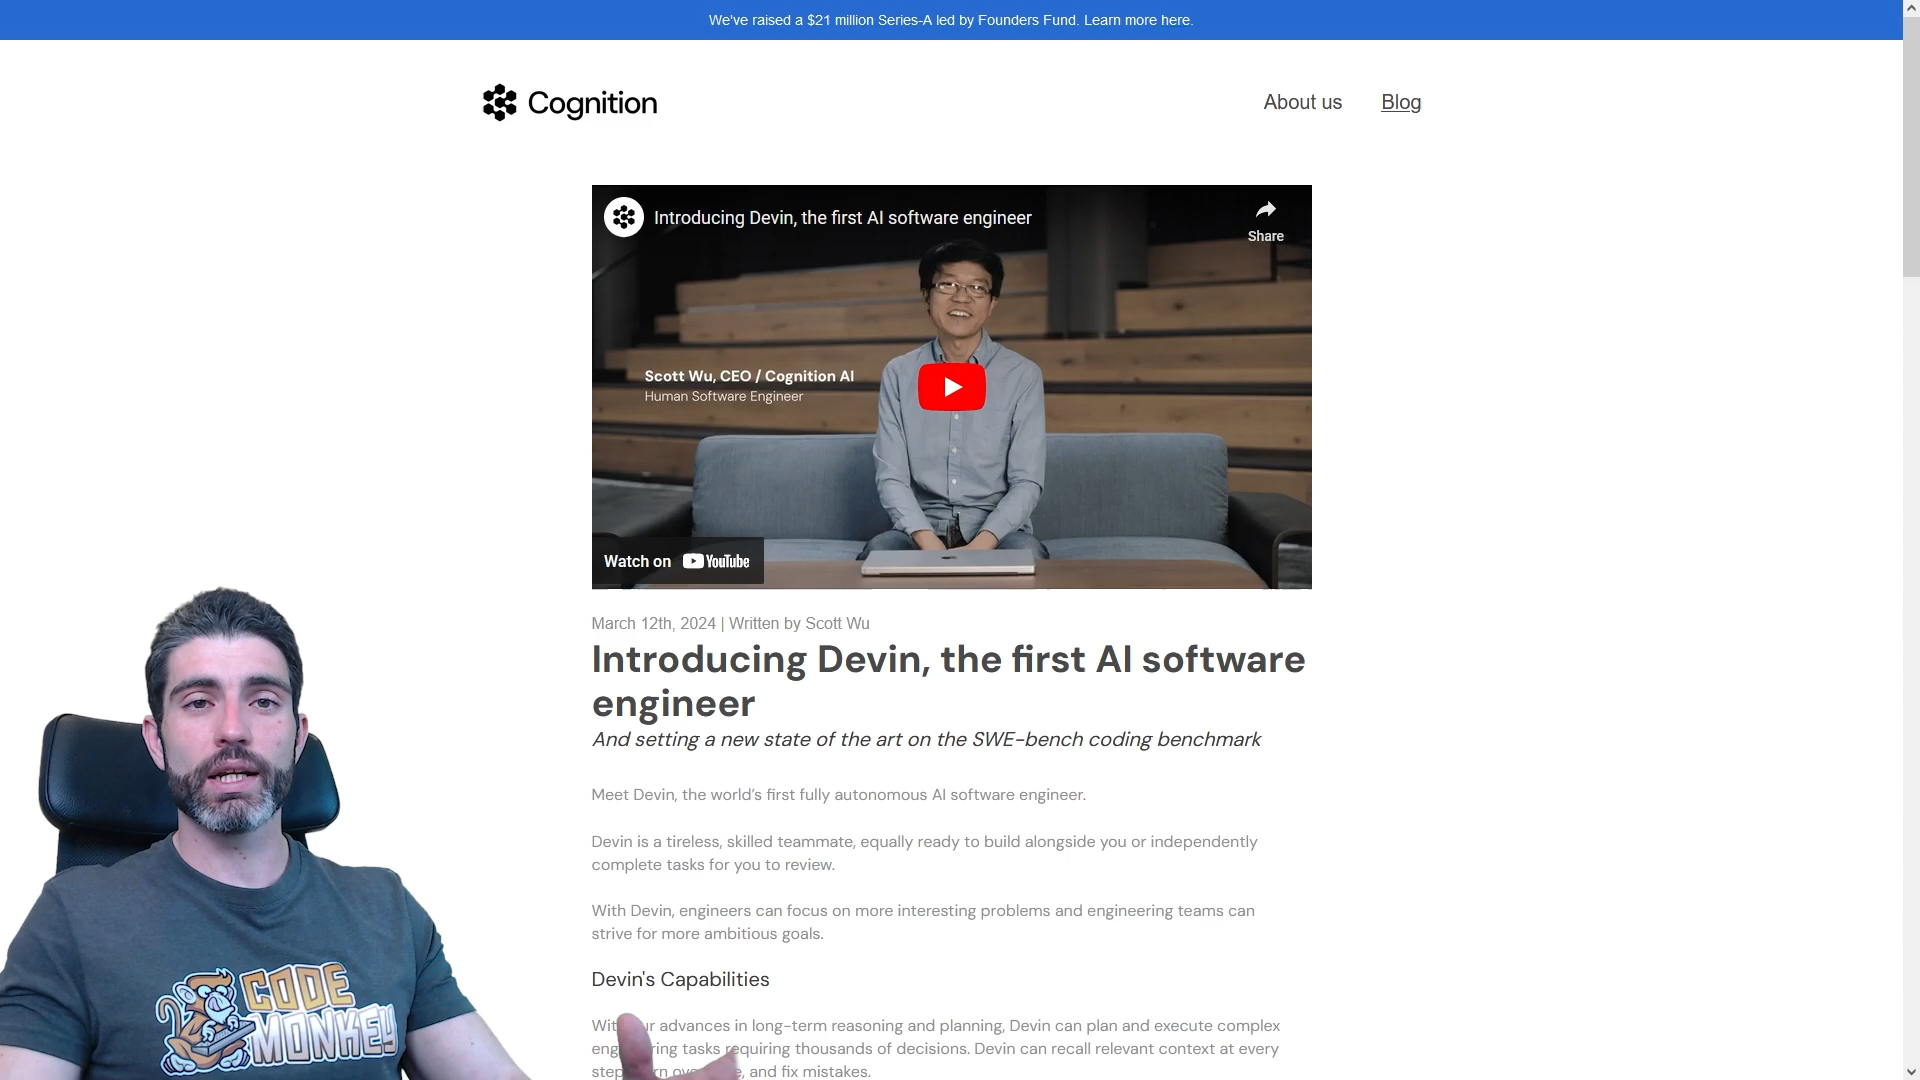 We've raised a $21 million Series-A led by Founders Fund. Learn more here.
Cognition
About us
Blog
Introducing Devin, the first AI software engineer
Share
Scott Wu, CEO / Cognition AI
Human Software Engineer
Watch on YouTube
March 12th, 2024 | Written by Scott Wu
Introducing Devin, the first AI software
engineer
And setting a new state of the art on the SWE-bench coding benchmark
Meet Devin, the world's first fully autonomous AI software engineer.
Devin is a tireless, skilled teammate, equally ready to build alongside you or independently
complete tasks for you to review.
With Devin, engineers can focus on more interesting problems and engineering teams can
strive for more ambitious goals.
Devin's Capabilities
advances in long-term reasoning and planning, Devin can plan and execute complex
tasks requiring thousands of decisions. Devin can recall relevant context at every
and fix mistakes.
CODE
MONKEY